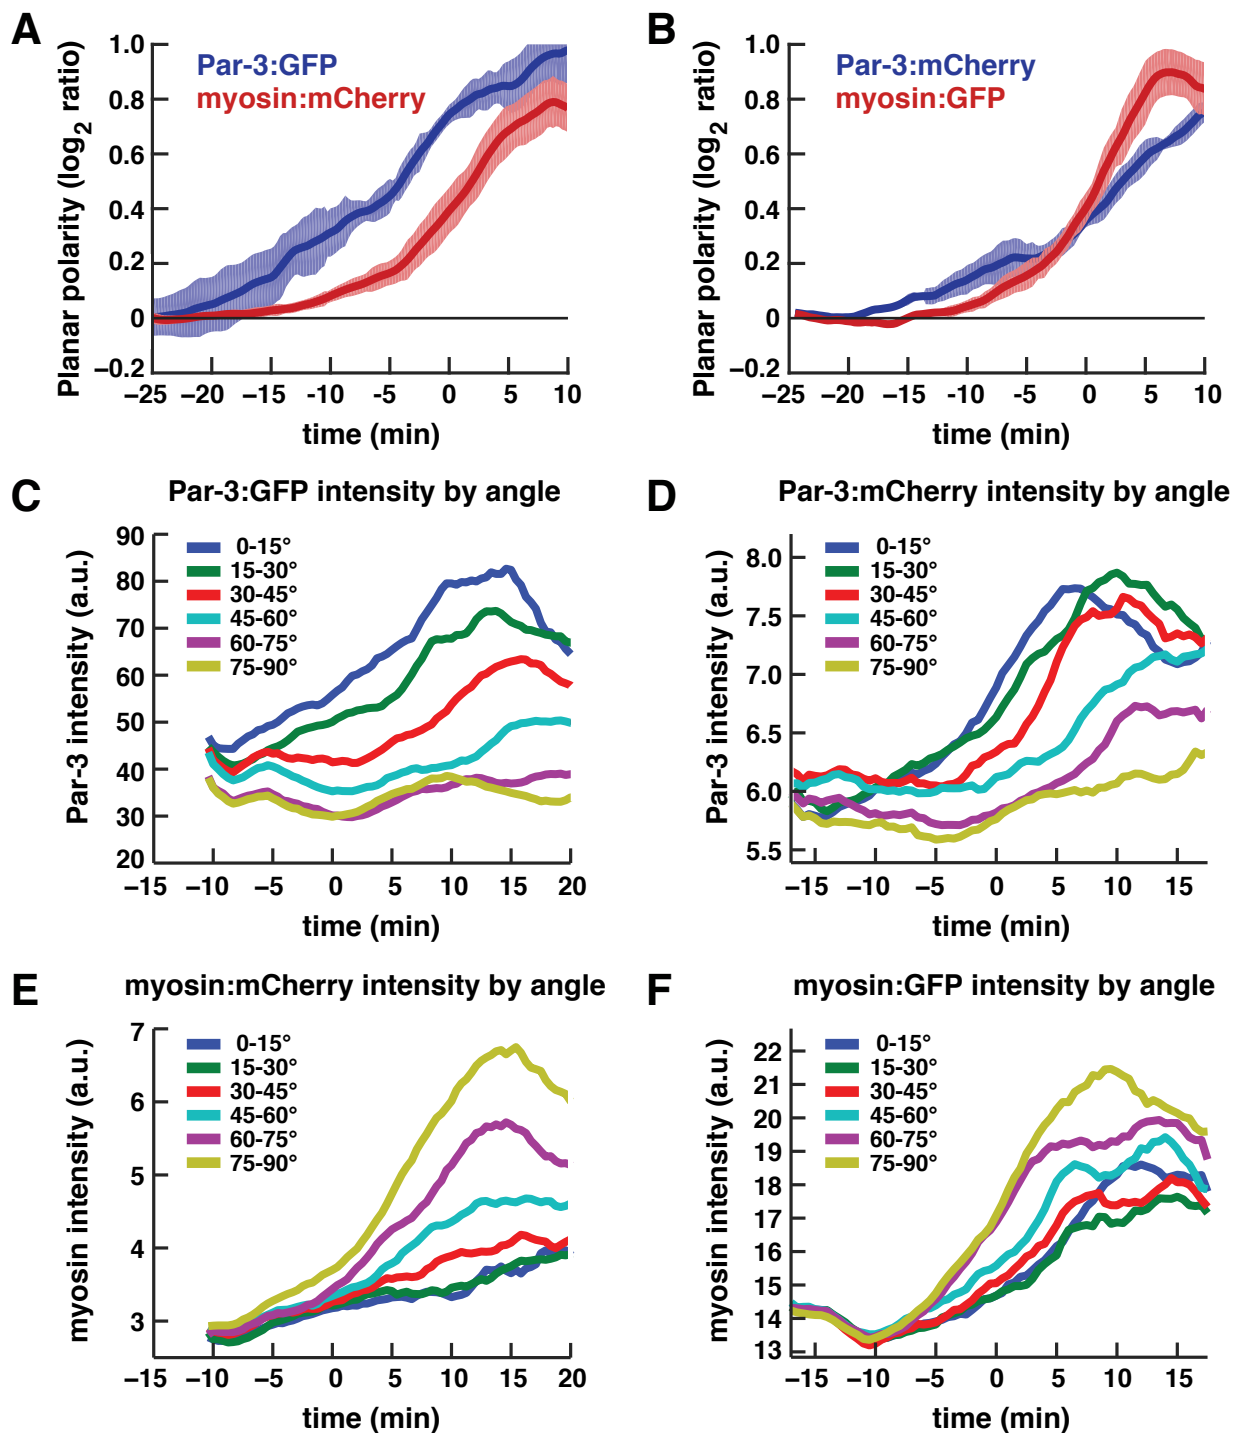 A
Planar polarity (log2 ratio)
1.0
0.8
0.6
0.4
0.2
0
−0.2
Par-3:GFP
myosin:mCherry
−25 −20 −15 -10 -5 0 5 10
time (min)
B
Planar polarity (log2 ratio)
1.0
0.8
0.6
0.4
0.2
0
−0.2
Par-3:mCherry
myosin:GFP
−25 −20 −15 -10 -5 0 5 10
time (min)
C
Par-3:GFP intensity by angle
Par-3 intensity (a.u.)
90
80
70
60
50
40
30
20
0-15°
15-30°
30-45°
45-60°
60-75°
75-90°
−15 −10 −5 0 5 10 15 20
time (min)
D
Par-3:mCherry intensity by angle
Par-3 intensity (a.u.)
8.0
7.5
7.0
6.5
6.0
5.5
0-15°
15-30°
30-45°
45-60°
60-75°
75-90°
−15 −10 −5 0 5 10 15
time (min)
E
myosin:mCherry intensity by angle
myosin intensity (a.u.)
7
6
5
4
3
0-15°
15-30°
30-45°
45-60°
60-75°
75-90°
−15 −10 −5 0 5 10 15 20
time (min)
F
myosin:GFP intensity by angle
myosin intensity (a.u.)
22
21
20
19
18
17
16
15
14
13
0-15°
15-30°
30-45°
45-60°
60-75°
75-90°
−15 −10 −5 0 5 10 15
time (min)